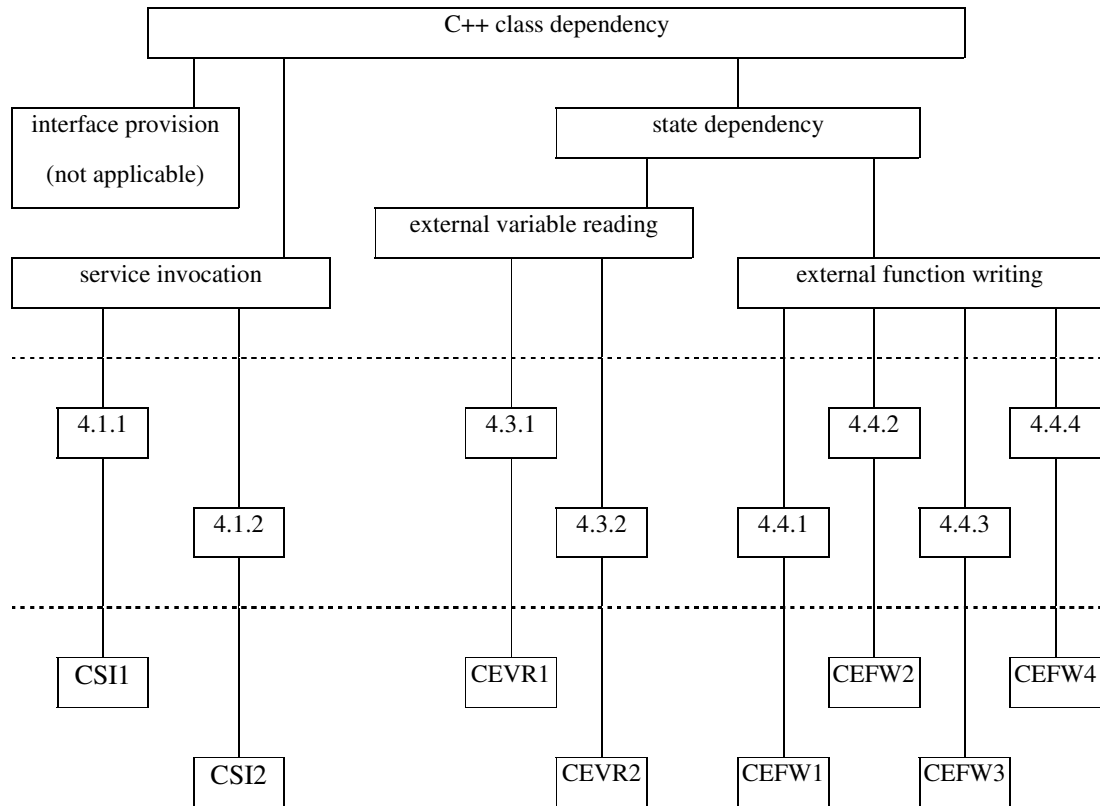 C++ class dependency
interface provision
(not applicable)
state dependency
external variable reading
service invocation
external function writing
4.1.1
4.3.1
4.4.2
4.4.4
4.1.2
4.3.2
4.4.1
4.4.3
CSI1
CEVR1
CEFW2
CEFW4
CSI2
CEVR2
CEFW1
CEFW3